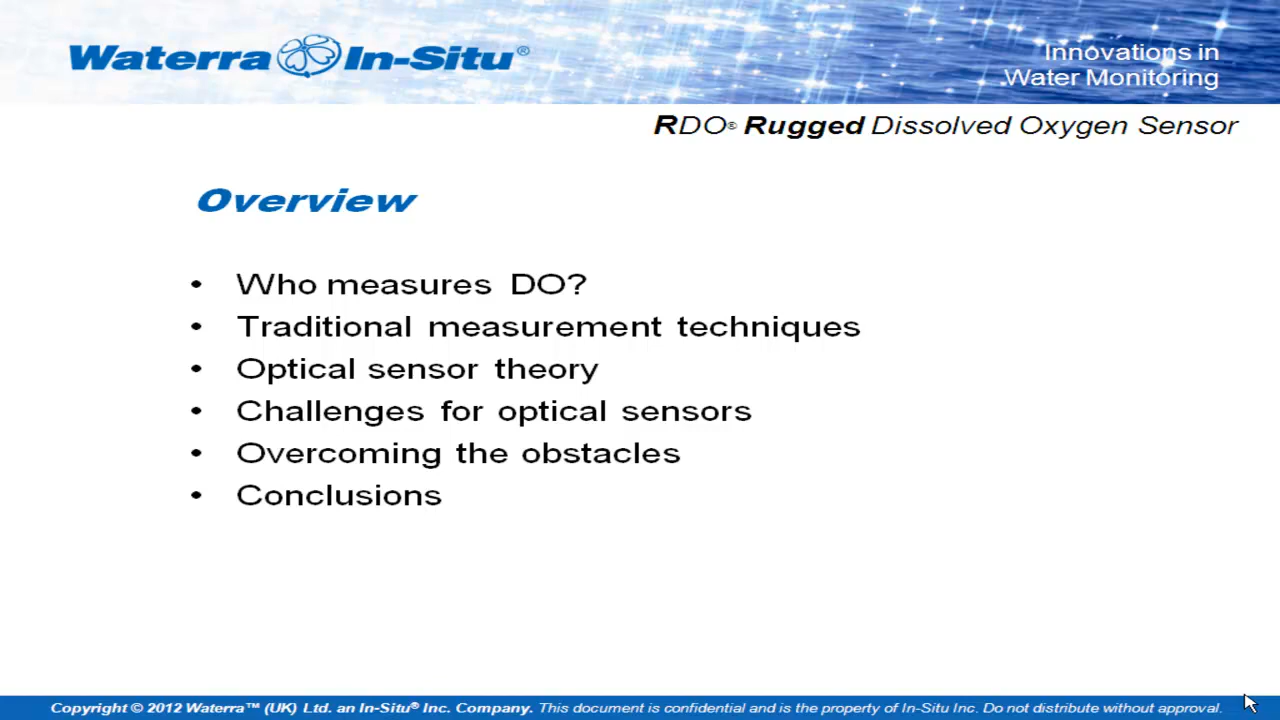 Waterra In-Situ®
Innovations in
Water Monitoring
RDO® Rugged Dissolved Oxygen Sensor
Overview
• Who measures DO?
• Traditional measurement techniques
• Optical sensor theory
• Challenges for optical sensors
• Overcoming the obstacles
• Conclusions
Copyright © 2012 Waterra™ (UK) Ltd. an In-Situ® Inc. Company. This document is confidential and is the property of In-Situ Inc. Do not distribute without approval.